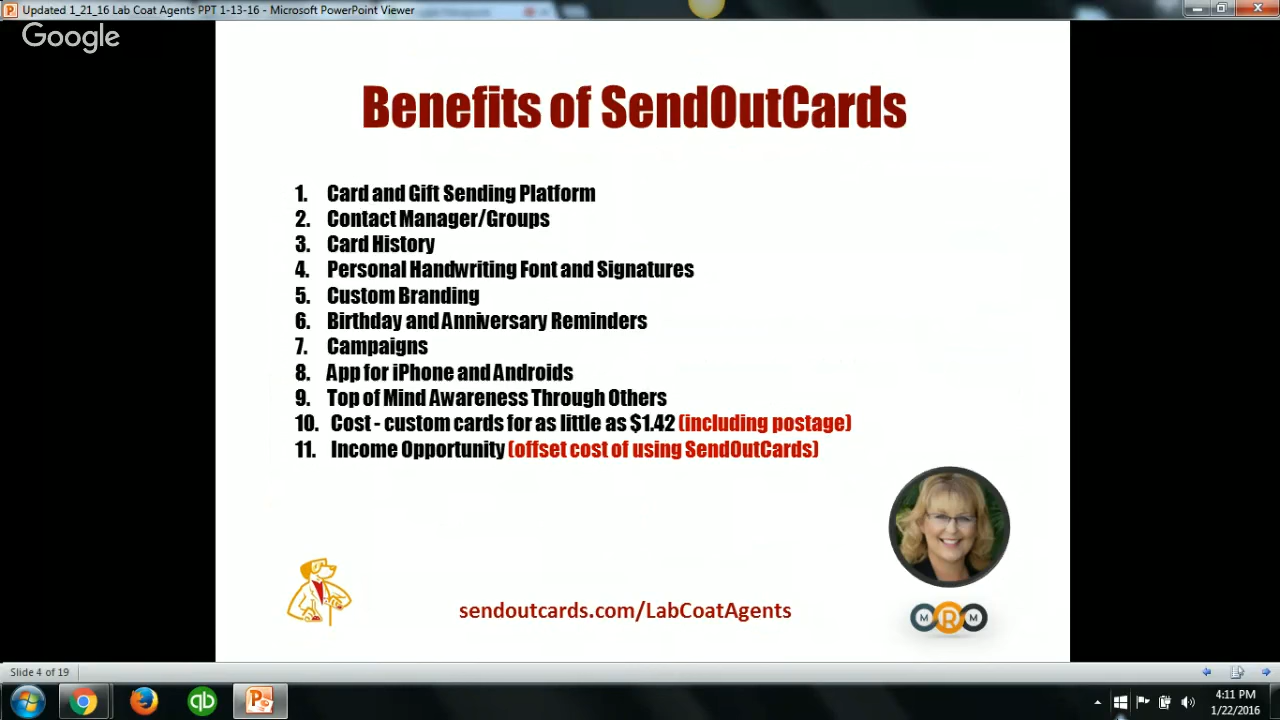 Updated 1_21_16 Lab Coat Agents PPT 1-13-16 - Microsoft PowerPoint Viewer
Google
Benefits of SendOutCards
1. Card and Gift Sending Platform
2. Contact Manager/Groups
3. Card History
4. Personal Handwriting Font and Signatures
5. Custom Branding
6. Birthday and Anniversary Reminders
7. Campaigns
8. App for iPhone and Androids
9. Top of Mind Awareness Through Others
10. Cost - custom cards for as little as $1.42 (including postage)
11. Income Opportunity (offset cost of using SendOutCards)
sendoutcards.com/LabCoatAgents
M R M
Slide 4 of 19
qb
4:11 PM
1/22/2016